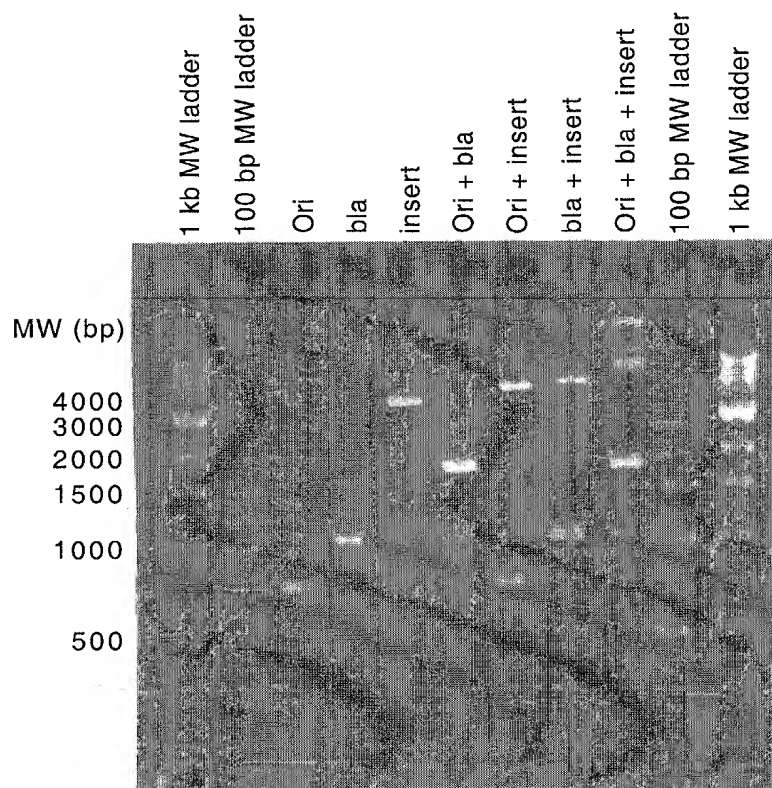 1 kb MW ladder
100 bp MW ladder
Ori
bla
insert
Ori + bla
Ori + insert
bla + insert
Ori + bla + insert
100 bp MW ladder
1 kb MW ladder
MW (bp)
4000
3000
2000
1500
1000
500